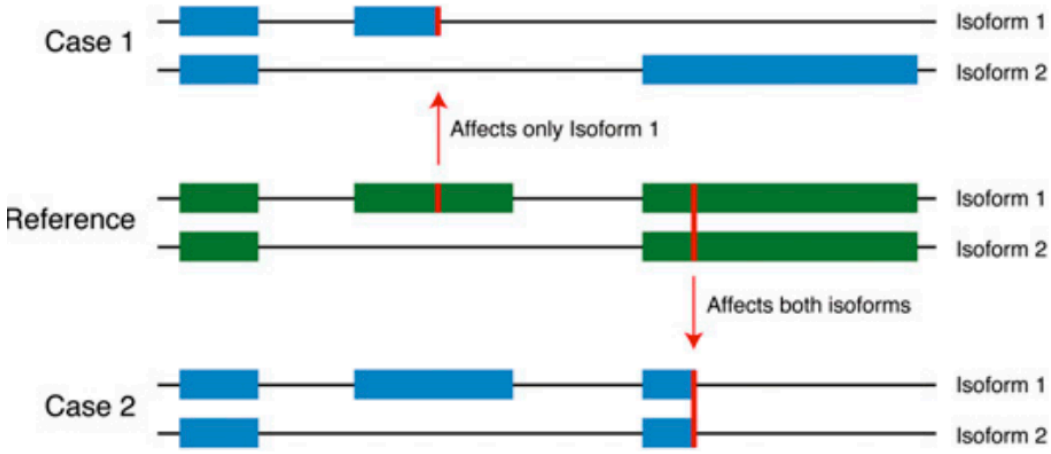 Case 1
Isoform 1
Isoform 2
Affects only Isoform 1
Reference
Isoform 1
Isoform 2
Affects both isoforms
Case 2
Isoform 1
Isoform 2